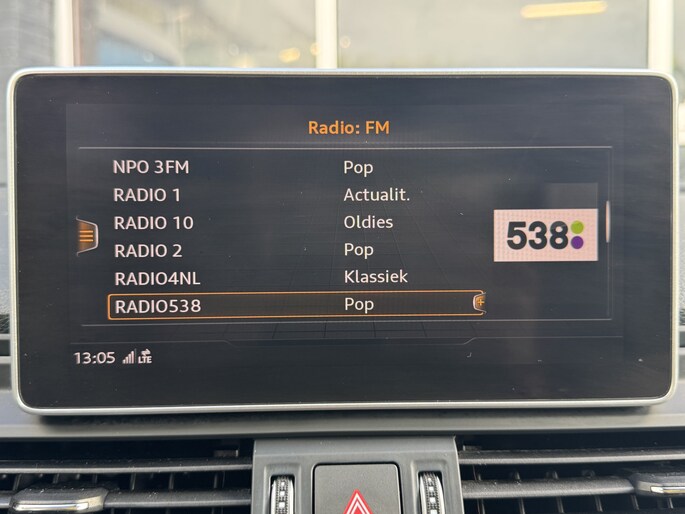 Radio: FM
NPO 3FM Pop
RADIO 1 Actualit.
RADIO 10 Oldies
RADIO 2 Pop
RADIO4NL Klassiek
RADIO538 Pop
538
13:05 LTE